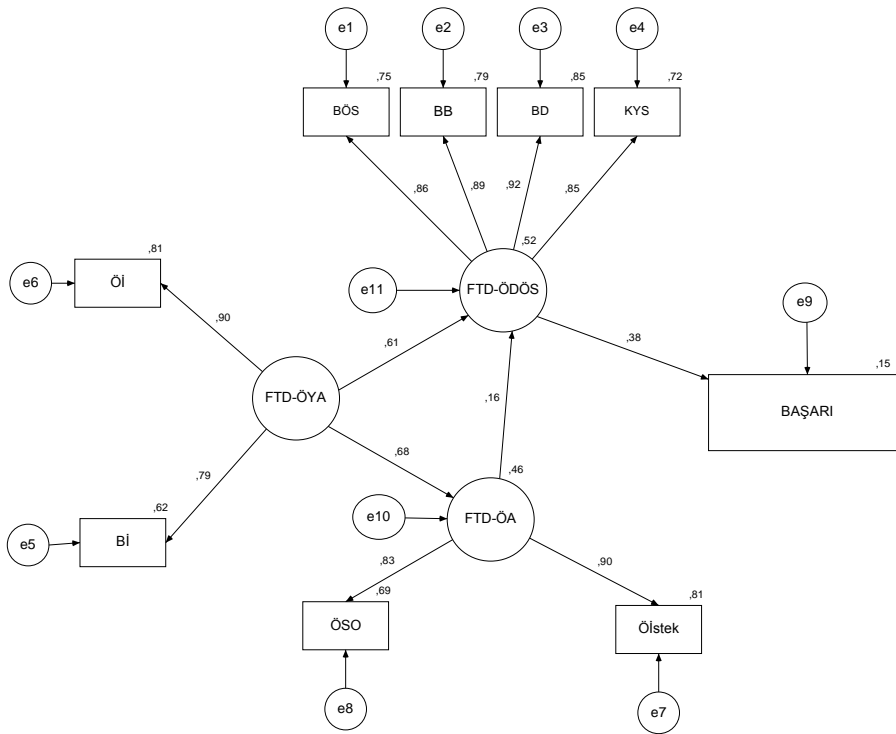 e1
e2
e3
e4
,75
,79
,85
,72
BÖS
BB
BD
KYS
,86
,89
,92
,85
,52
,81
e6
Öİ
e11
FTD-ÖDÖS
e9
,90
,61
,38
,15
FTD-ÖYA
,16
BAŞARI
,68
,79
,46
,62
e10
FTD-ÖA
e5
Bİ
,83
,90
,69
,81
ÖSO
Öİstek
e8
e7